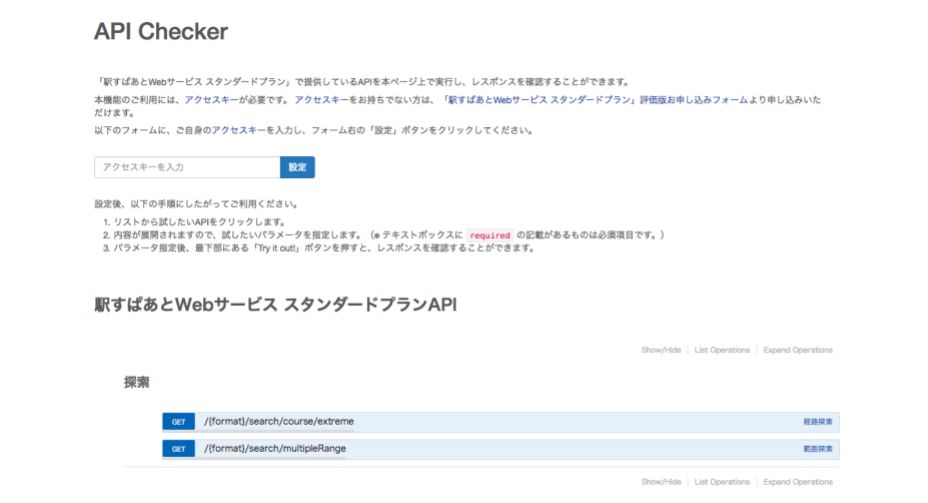 API Checker
「駅すぱあとWebサービス スタンダードプラン」で提供しているAPIを本ページ上で実行し、レスポンスを確認することができます。
本機能のご利用には、アクセスキーが必要です。 アクセスキーをお持ちでない方は、「駅すぱあとWebサービス スタンダードプラン」評価版お申し込みフォームより申し込みいた
だけます。
以下のフォームに、ご自身のアクセスキーを入力し、フォーム右の「設定」ボタンをクリックしてください。
アクセスキーを入力 設定
設定後、以下の手順にしたがってご利用ください。
1. リストから試したいAPIをクリックします。
2. 内容が展開されますので、試したいパラメータを指定します。（※ テキストボックスに required の記載があるものは必須項目です。）
3. パラメータ指定後、最下部にある「Try it out!」ボタンを押すと、レスポンスを確認することができます。
駅すぱあとWebサービス スタンダードプランAPI
Show/Hide List Operations Expand Operations
探索
GET /{format}/search/course/extreme 経路探索
GET /{format}/search/multipleRange 範囲探索
Show/Hide List Operations Expand Operations